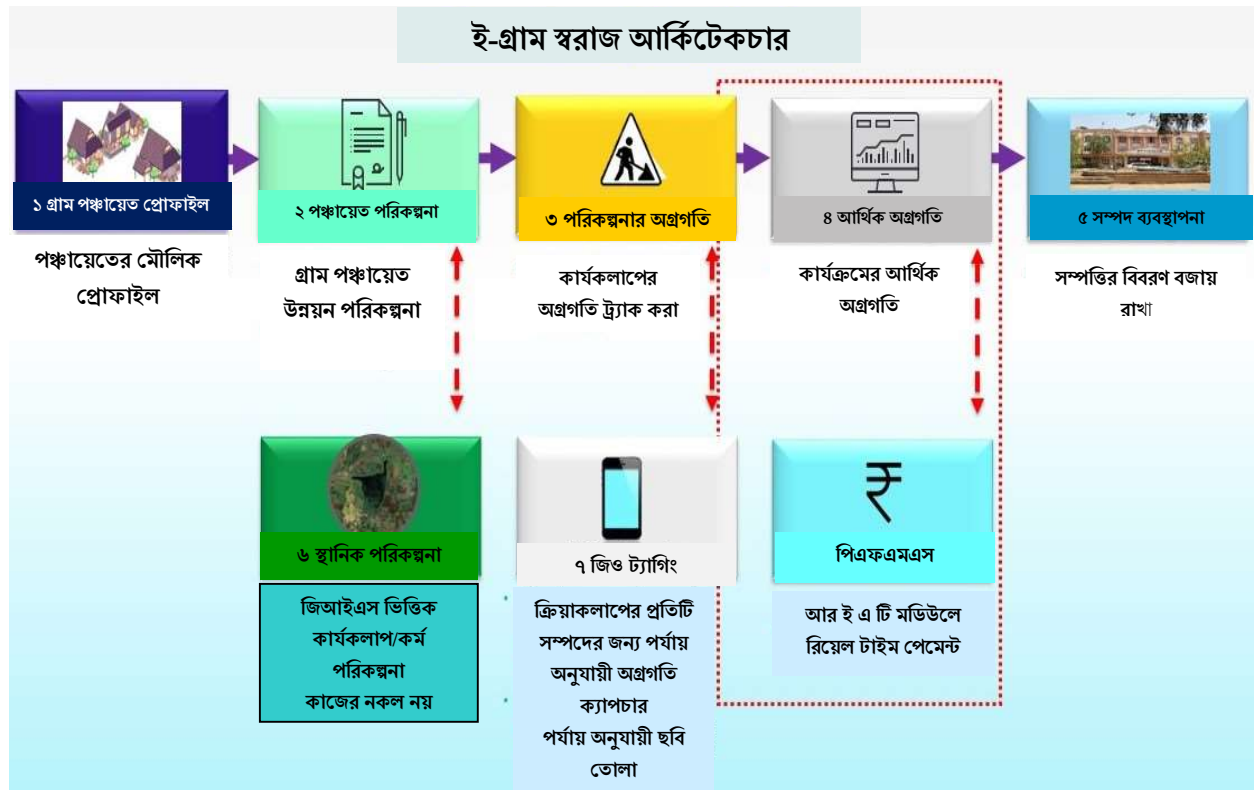 ই-গ্রাম স্বরাজ আর্কিটেকচার
১ গ্রাম পঞ্চায়েত প্রোফাইল
পঞ্চায়েতের মৌলিক
প্রোফাইল
২ পঞ্চায়েত পরিকল্পনা
গ্রাম পঞ্চায়েত
উন্নয়ন পরিকল্পনা
৩ পরিকল্পনার অগ্রগতি
কার্যকলাপের
অগ্রগতি ট্র্যাক করা
৪ আর্থিক অগ্রগতি
কার্যক্রমের আর্থিক
অগ্রগতি
৫ সম্পদ ব্যবস্থাপনা
সম্পত্তির বিবরণ বজায়
রাখা
৬ স্থানিক পরিকল্পনা
জিআইএস ভিত্তিক
কার্যকলাপ/কর্ম
পরিকল্পনা
কাজের নকল নয়
৭ জিও ট্যাগিং
ক্রিয়াকলাপের প্রতিটি
সম্পদের জন্য পর্যায়
অনুযায়ী অগ্রগতি
ক্যাপচার
পর্যায় অনুযায়ী ছবি
তোলা
₹
পিএফএমএস
আর ই এ টি মডিউলে
রিয়েল টাইম পেমেন্ট